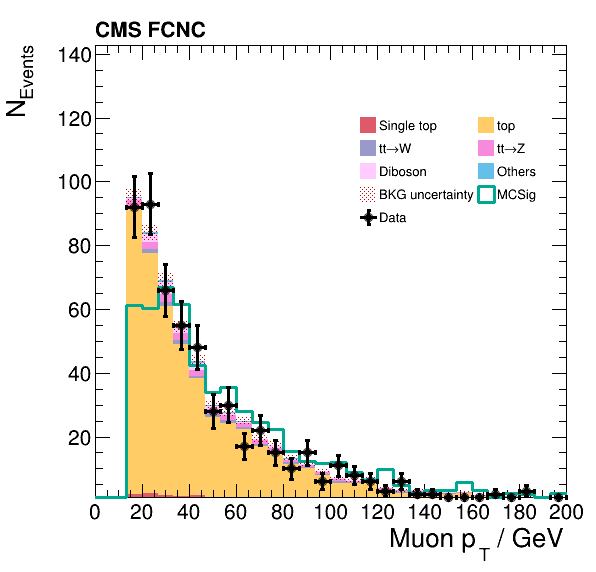 CMS FCNC
N_Events
140
120
100
80
60
40
20
Single top
top
tt→W
tt→Z
Diboson
Others
BKG uncertainty
MCSig
Data
0 20 40 60 80 100 120 140 160 180 200
Muon p_T / GeV